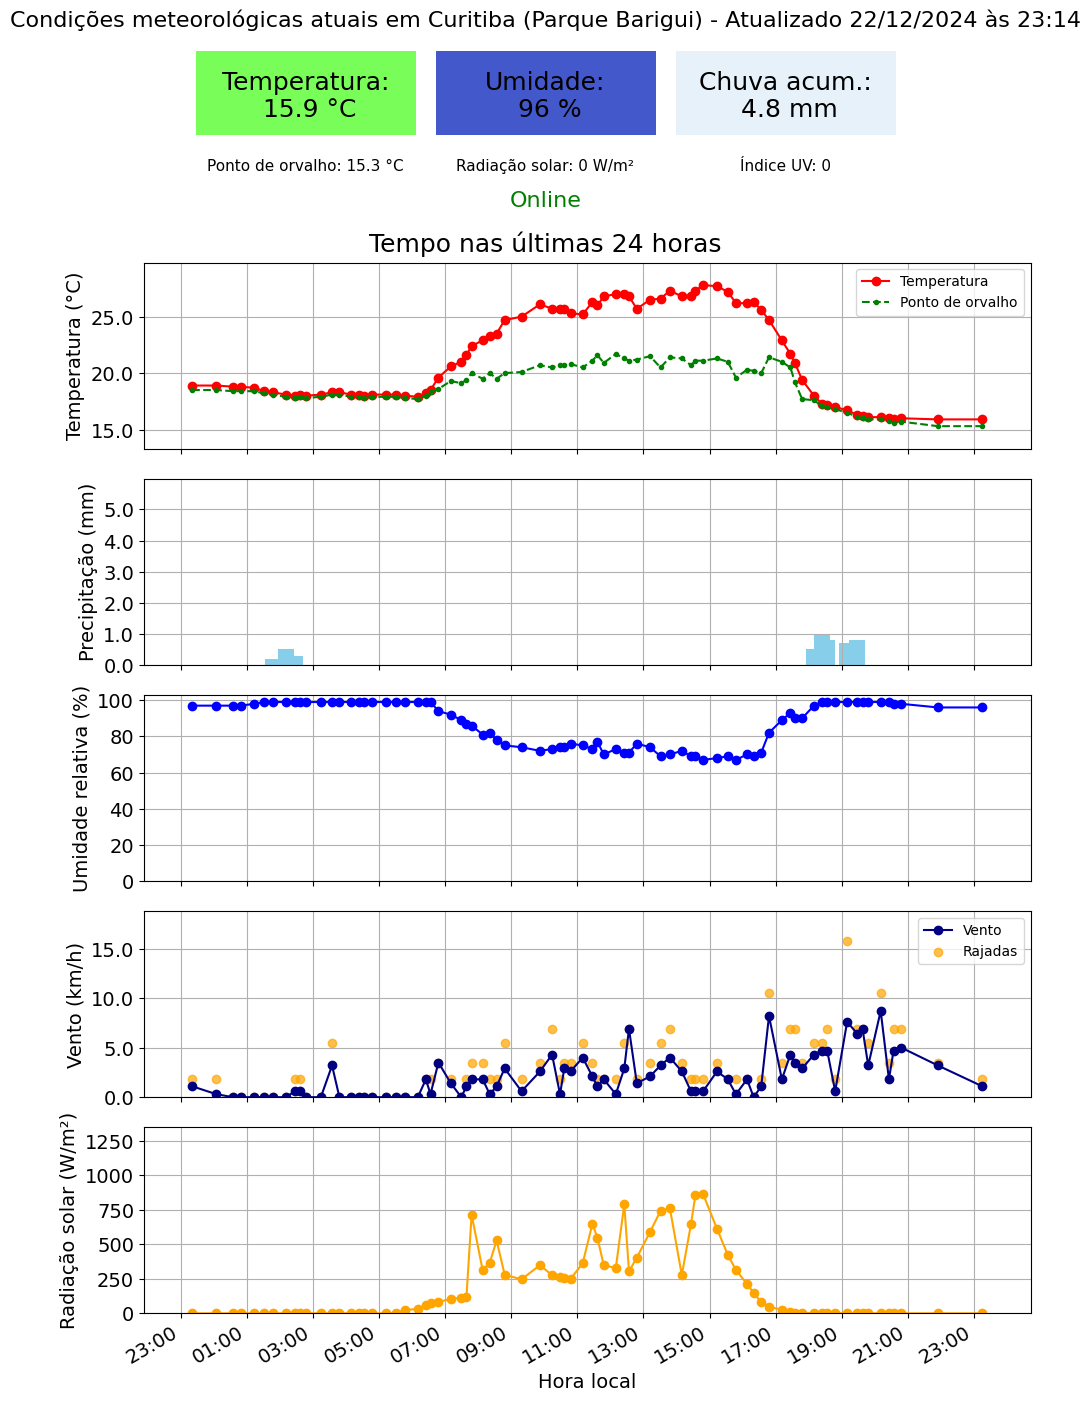 Condições meteorológicas atuais em Curitiba (Parque Barigui) - Atualizado 22/12/2024 às 23:14
Temperatura:
15.9 °C
Umidade:
96 %
Chuva acum.:
4.8 mm
Ponto de orvalho: 15.3 °C
Radiação solar: 0 W/m²
Índice UV: 0
Online
Tempo nas últimas 24 horas
Temperatura (°C)
25.0
20.0
15.0
Temperatura
Ponto de orvalho
Precipitação (mm)
5.0
4.0
3.0
2.0
1.0
0.0
Umidade relativa (%)
100
80
60
40
20
0
Vento (km/h)
15.0
10.0
5.0
0.0
Vento
Rajadas
Radiação solar (W/m²)
1250
1000
750
500
250
0
23:00
01:00
03:00
05:00
07:00
09:00
11:00
13:00
15:00
17:00
19:00
21:00
23:00
Hora local